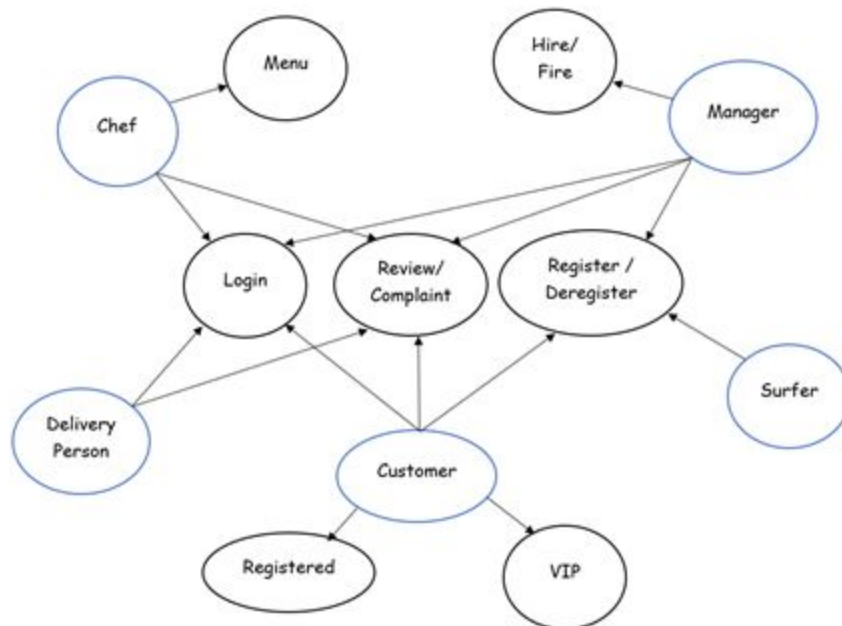 Menu
Hire/
Fire
Chef
Manager
Login
Review/
Complaint
Register /
Deregister
Delivery
Person
Customer
Surfer
Registered
VIP